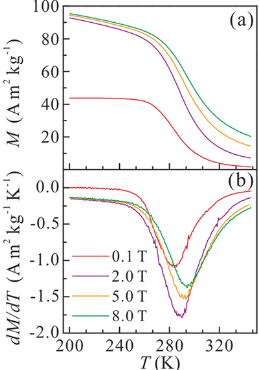 100
(a)
80
60
40
20
0
M (A m² kg⁻¹)
(b)
0.0
-0.5
-1.0
-1.5
-2.0
dM/dT (A m² kg⁻¹ K⁻¹)
0.1 T
2.0 T
5.0 T
8.0 T
200 240 280 320
T (K)